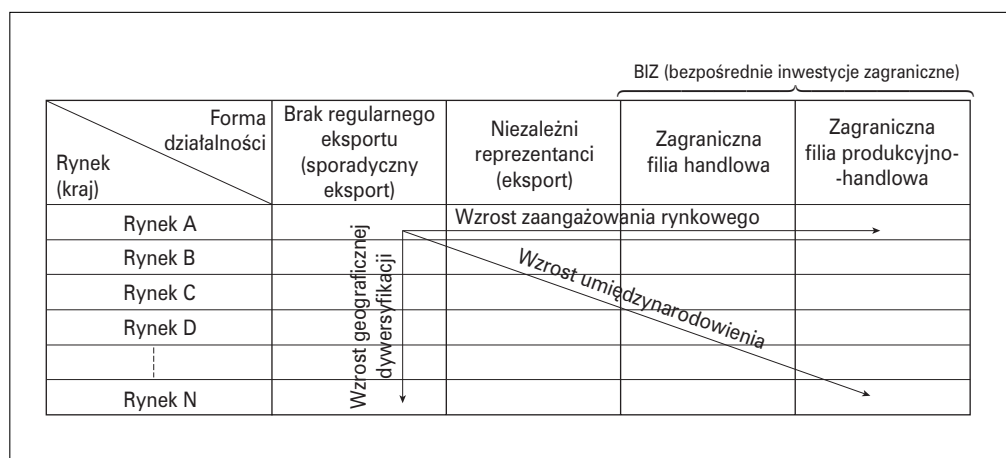 BIZ (bezpośrednie inwestycje zagraniczne)
Forma
działalności
Rynek
(kraj)
Brak regularnego
eksportu
(sporadyczny
eksport)
Niezależni
reprezentanci
(eksport)
Zagraniczna
filia handlowa
Zagraniczna
filia produkcyjno-
-handlowa
Rynek A
Wzrost zaangażowania rynkowego
Rynek B
Rynek C
Rynek D
Rynek N
Wzrost geograficznej
dywersyfikacji
Wzrost umiędzynarodowienia